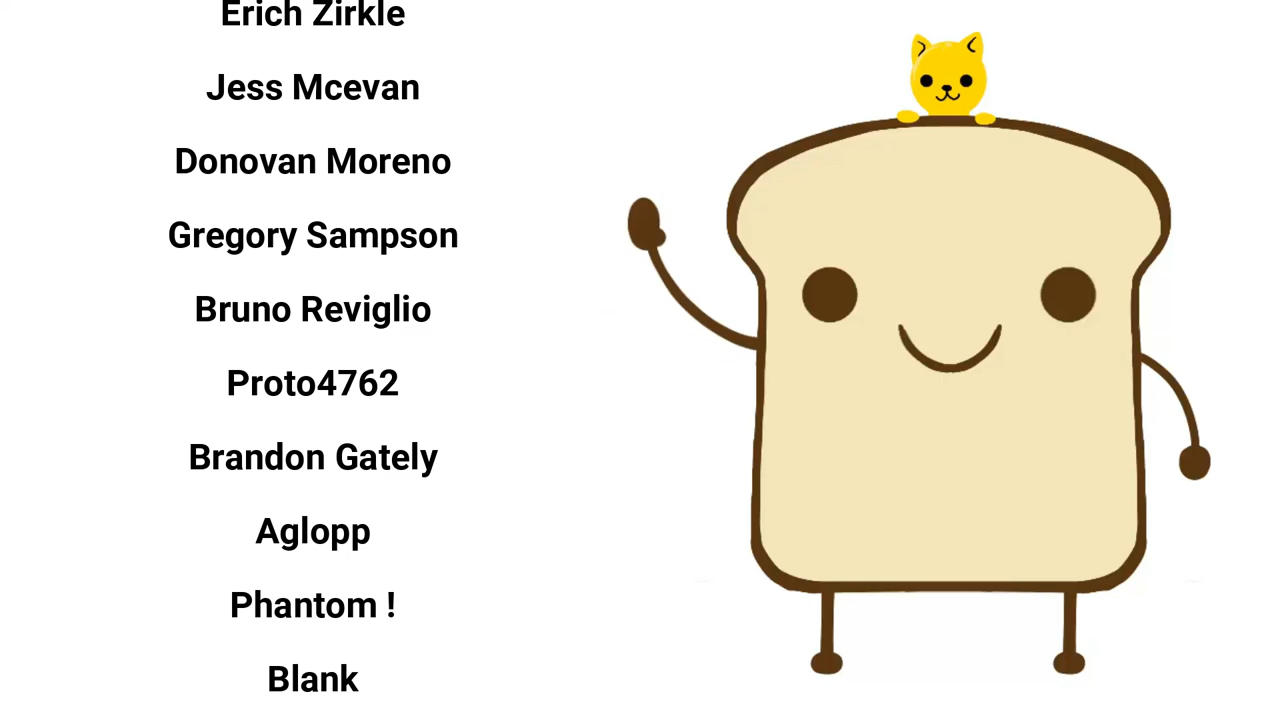 Erich Zirkle
Jess Mcevan
Donovan Moreno
Gregory Sampson
Bruno Reviglio
Proto4762
Brandon Gately
Aglopp
Phantom !
Blank